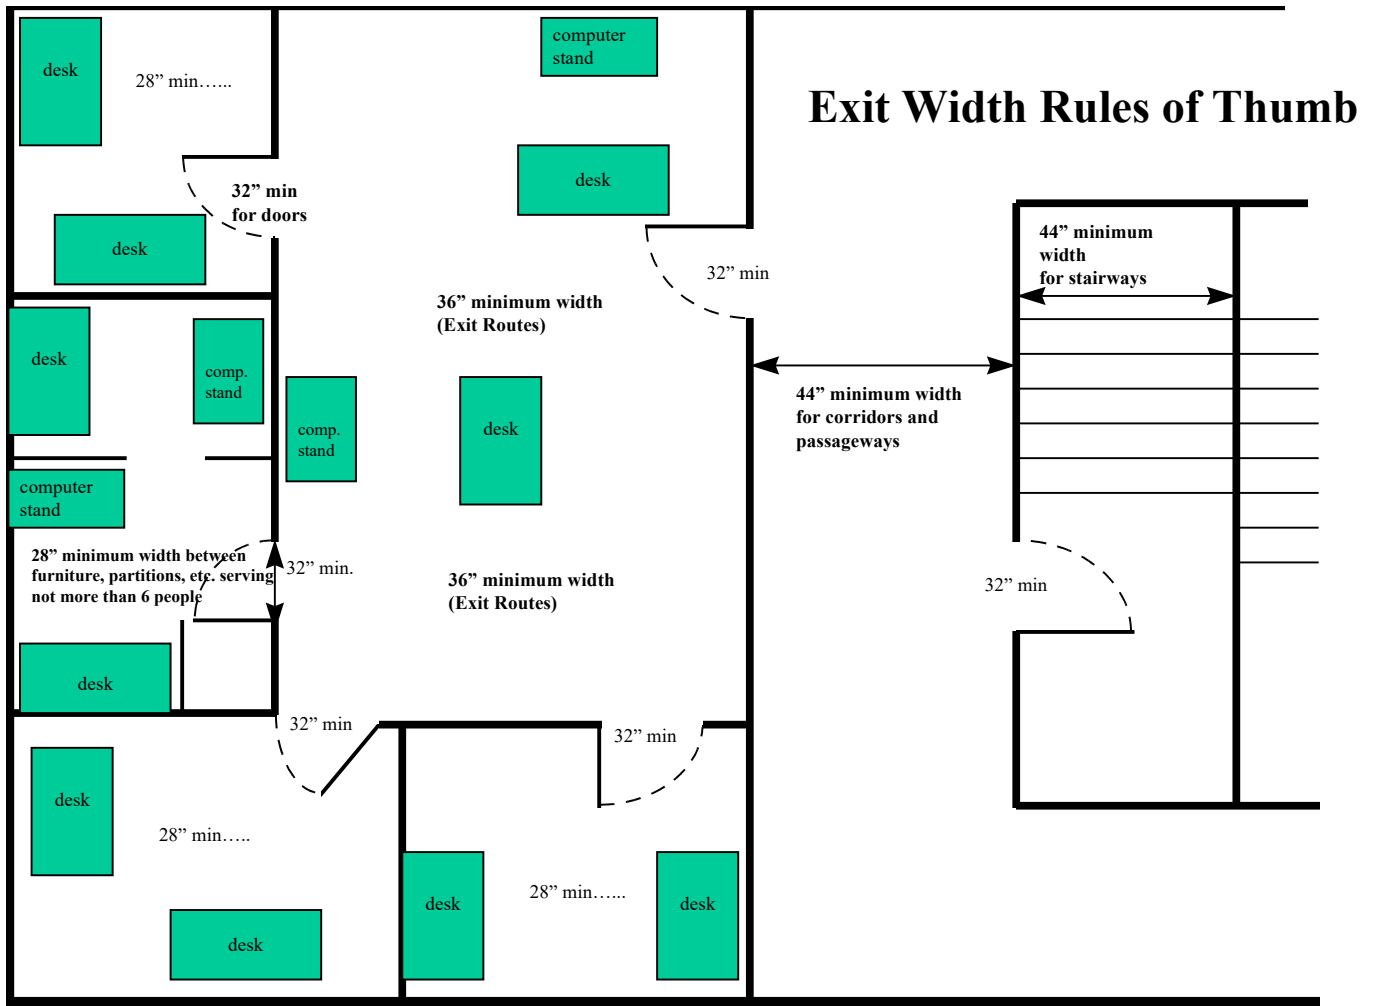 Exit Width Rules of Thumb
desk
28” min…...
computer
stand
desk
32” min
for doors
desk
32” min
36” minimum width
(Exit Routes)
44” minimum
width
for stairways
desk
comp.
stand
comp.
stand
desk
44” minimum width
for corridors and
passageways
computer
stand
28” minimum width between
furniture, partitions, etc. serving
not more than 6 people
32” min.
36” minimum width
(Exit Routes)
32” min
desk
32” min
32” min
desk
28” min…..
desk
desk
28” min…...
desk